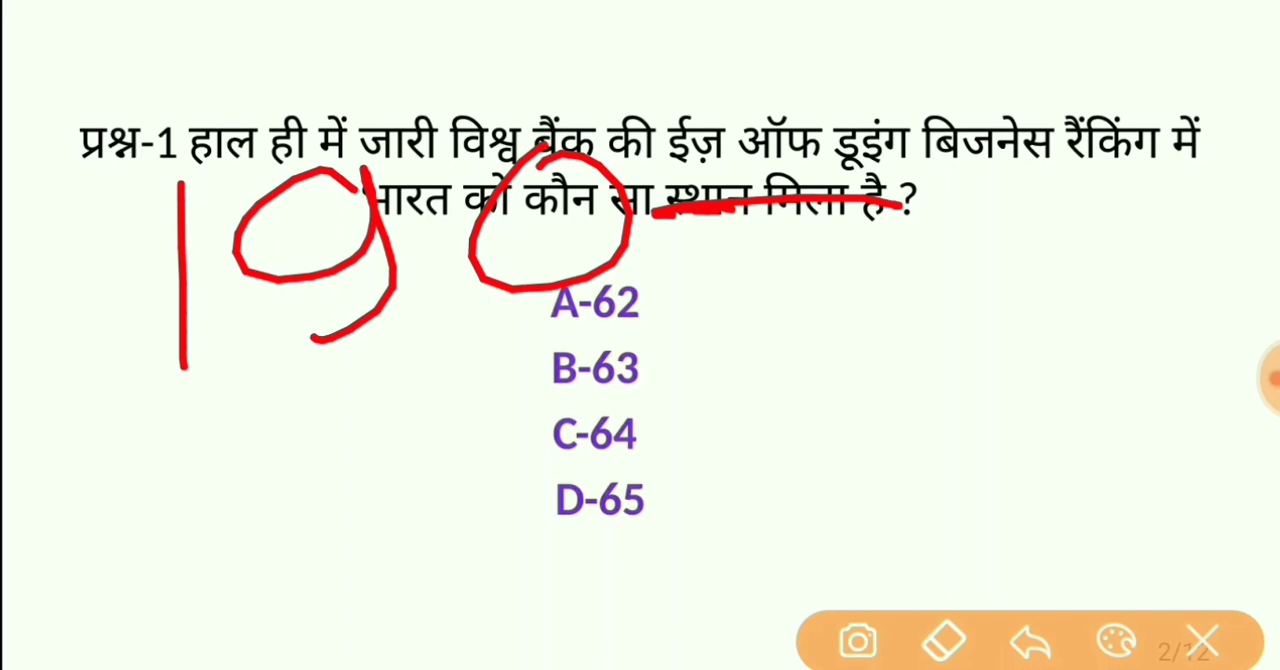 प्रश्न-1 हाल ही में जारी विश्व बैंक की ईज़ ऑफ डूइंग बिजनेस रैंकिंग में
भारत को कौन सा स्थान मिला है ?
190
A-62
B-63
C-64
D-65
2/12